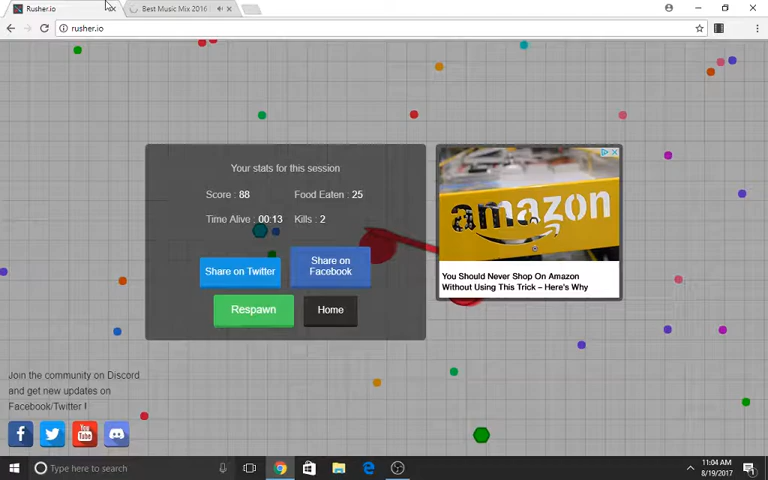 Rusher.io
Best Music Mix 2016
rusher.io
Your stats for this session
Score : 88
Food Eaten : 25
Time Alive : 00:13
Kills : 2
Share on Twitter
Share on
Facebook
Respawn
Home
amazon
You Should Never Shop On Amazon
Without Using This Trick – Here's Why
Join the community on Discord
and get new updates on
Facebook/Twitter !
You
Tube
Type here to search
11:04 AM
8/19/2017